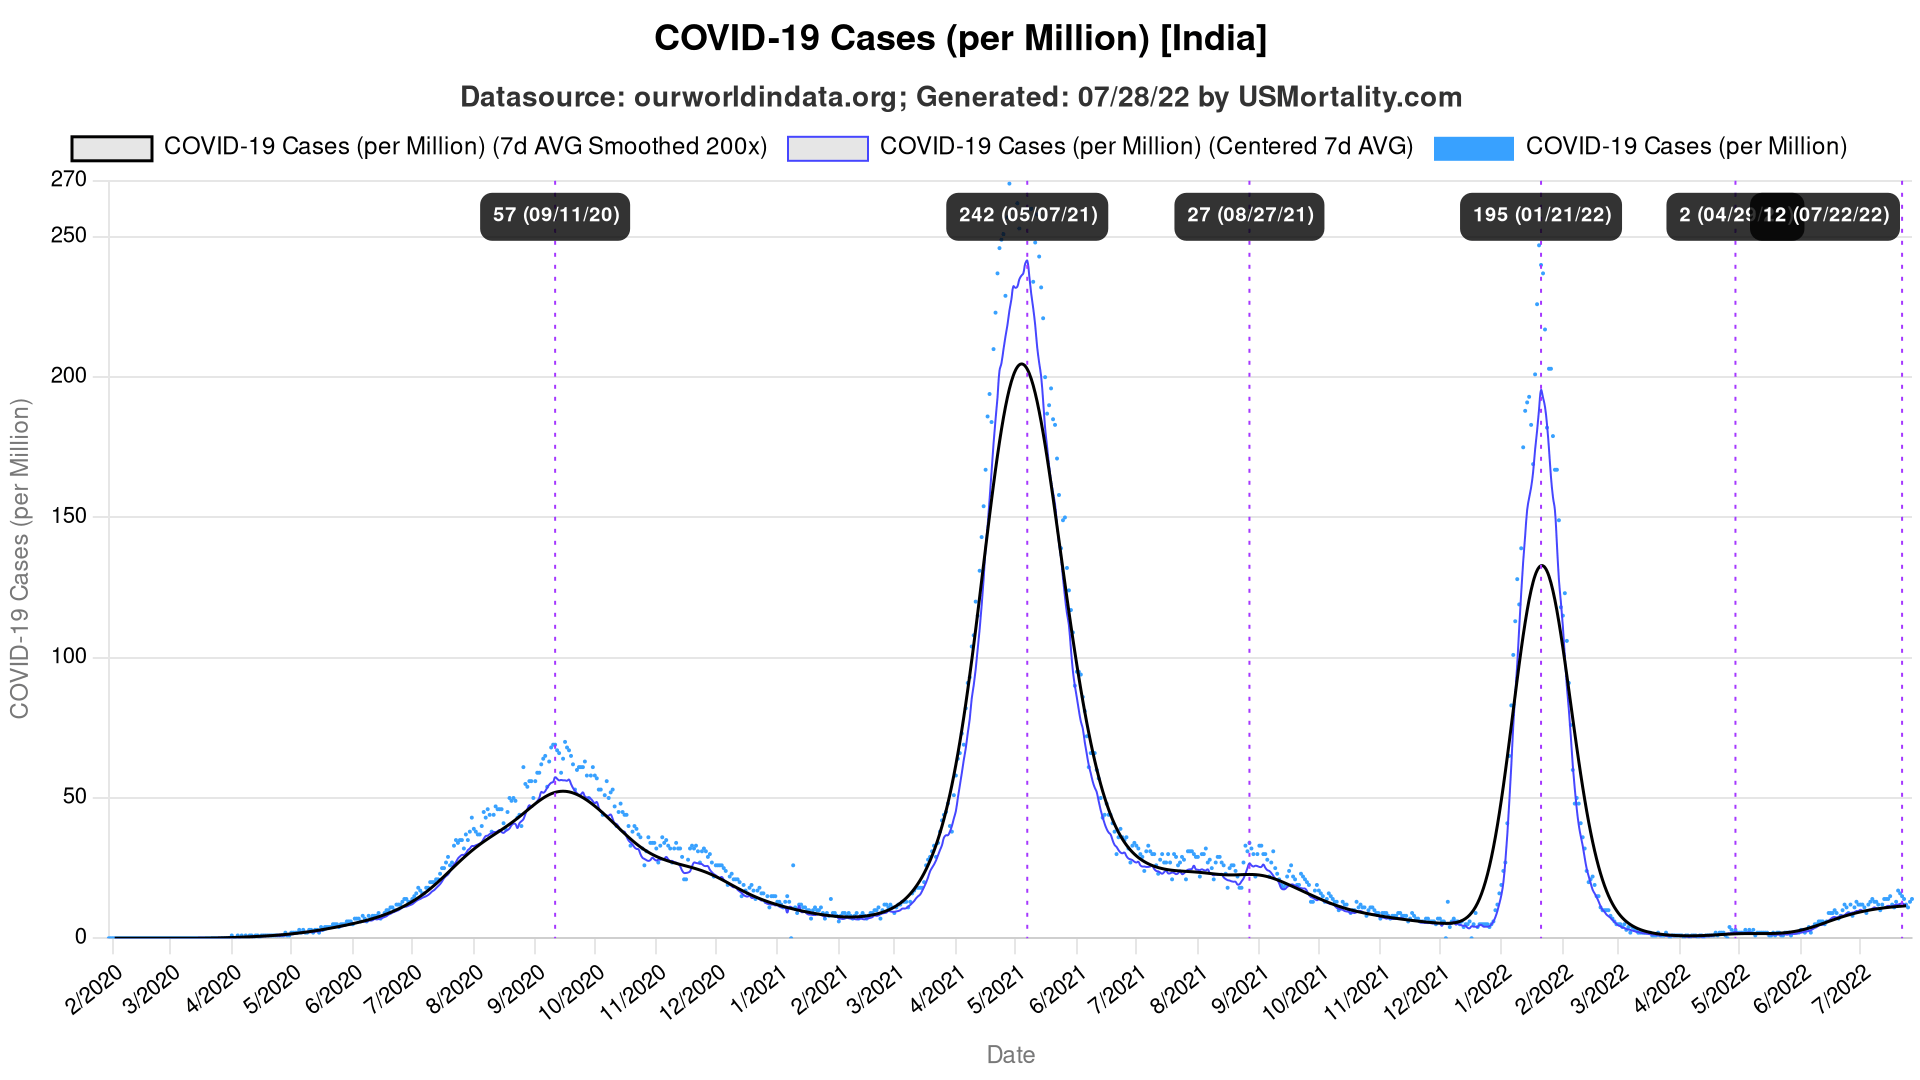 COVID-19 Cases (per Million) [India]
Datasource: ourworldindata.org; Generated: 07/28/22 by USMortality.com
COVID-19 Cases (per Million) (7d AVG Smoothed 200x) COVID-19 Cases (per Million) (Centered 7d AVG) COVID-19 Cases (per Million)
270
57 (09/11/20) 242 (05/07/21) 27 (08/27/21) 195 (01/21/22) 2 (04/29/ 12 (07/22/22)
250
200
150
100
50
0
COVID-19 Cases (per Million)
2/2020 3/2020 4/2020 5/2020 6/2020 7/2020 8/2020 9/2020 10/2020 11/2020 12/2020 1/2021 2/2021 3/2021 4/2021 5/2021 6/2021 7/2021 8/2021 9/2021 10/2021 11/2021 12/2021 1/2022 2/2022 3/2022 4/2022 5/2022 6/2022 7/2022
Date